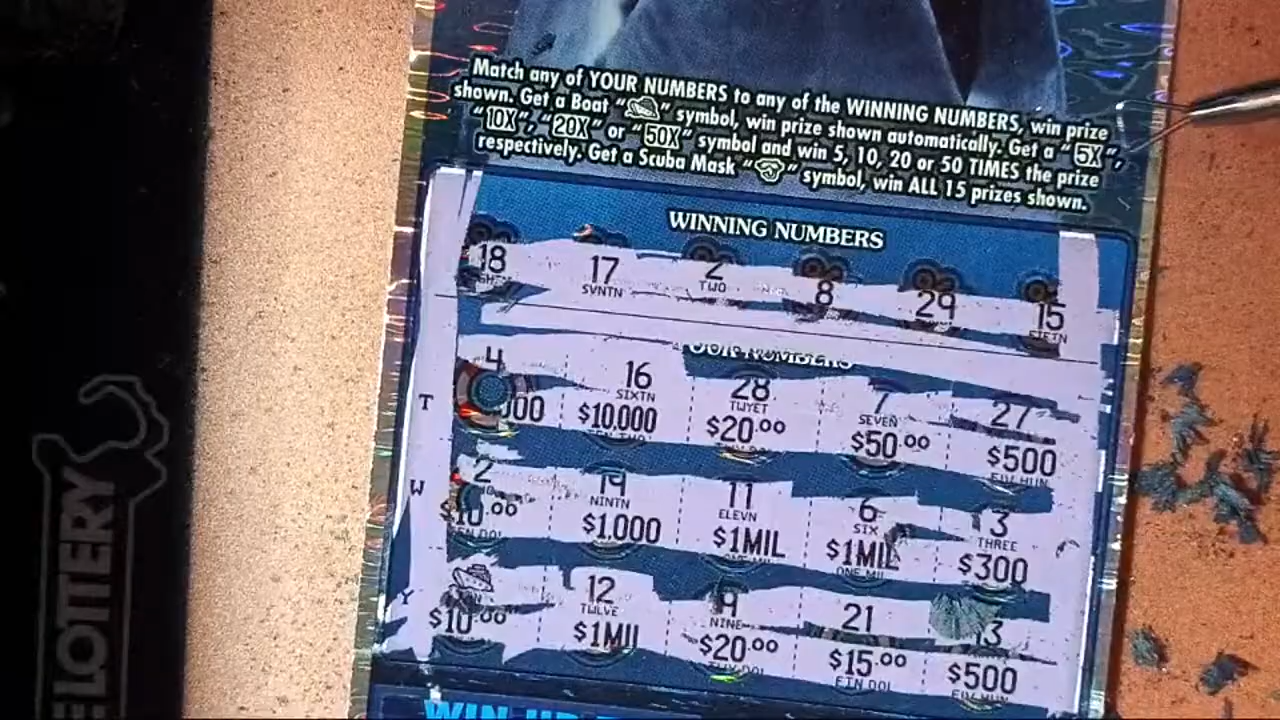 Match any of YOUR NUMBERS to any of the WINNING NUMBERS, win prize
shown. Get a Boat " " symbol, win prize shown automatically. Get a "5X",
"10X", "20X" or "50X" symbol and win 5, 10, 20 or 50 TIMES the prize
respectively. Get a Scuba Mask " " symbol, win ALL 15 prizes shown.
WINNING NUMBERS
18 17 2 8 29 15
SVNTN TWO
YOUR NUMBERS
4 16 28 7 27
SIXTN TWYET SEVEN
$10,000 $20.00 $50.00 $500
T
2 19 11 6 3
NINTN ELEVN SIX THREE
$10.00 $1,000 $1MIL $1MIL $300
W
12 9 21
TWLVE NINE
$10.00 $1MIL $20.00 $15.00 $500
Y
LOTTERY